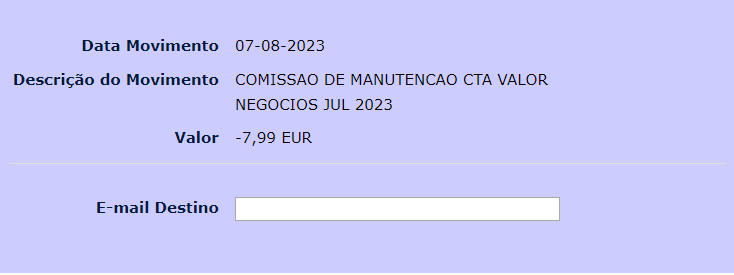 Data Movimento 07-08-2023
Descrição do Movimento COMISSAO DE MANUTENCAO CTA VALOR
NEGOCIOS JUL 2023
Valor -7,99 EUR
E-mail Destino